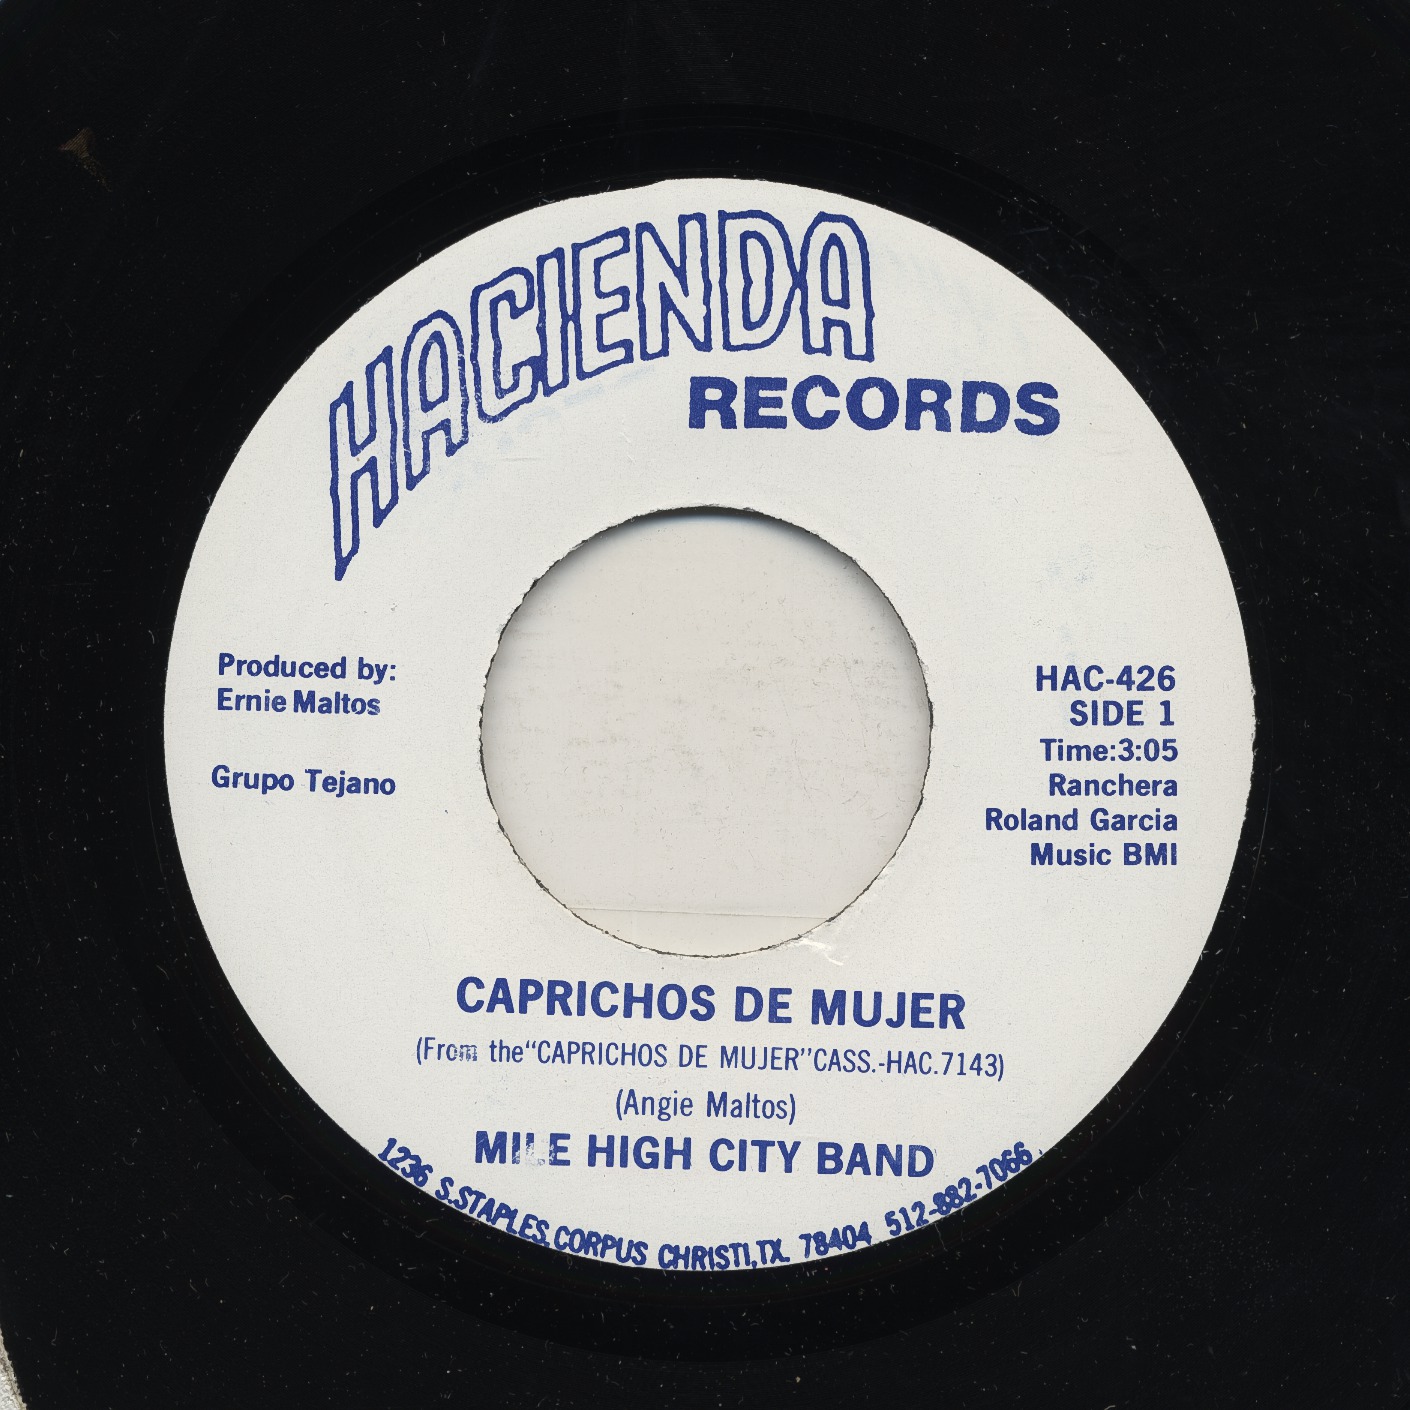 HACIENDA
RECORDS
Produced by:
Ernie Maltos
Grupo Tejano
HAC-426
SIDE 1
Time:3:05
Ranchera
Roland Garcia
Music BMI
CAPRICHOS DE MUJER
(From the "CAPRICHOS DE MUJER" CASS.-HAC.7143)
(Angie Maltos)
MILE HIGH CITY BAND
1236 S.STAPLES, CORPUS CHRISTI, TX. 78404 512-882-7066